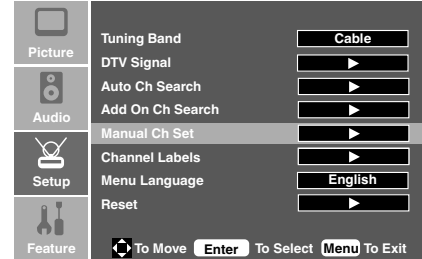 Picture
Audio
Setup
Feature
Tuning Band Cable
DTV Signal
Auto Ch Search
Add On Ch Search
Manual Ch Set
Channel Labels
Menu Language English
Reset
To Move Enter To Select Menu To Exit